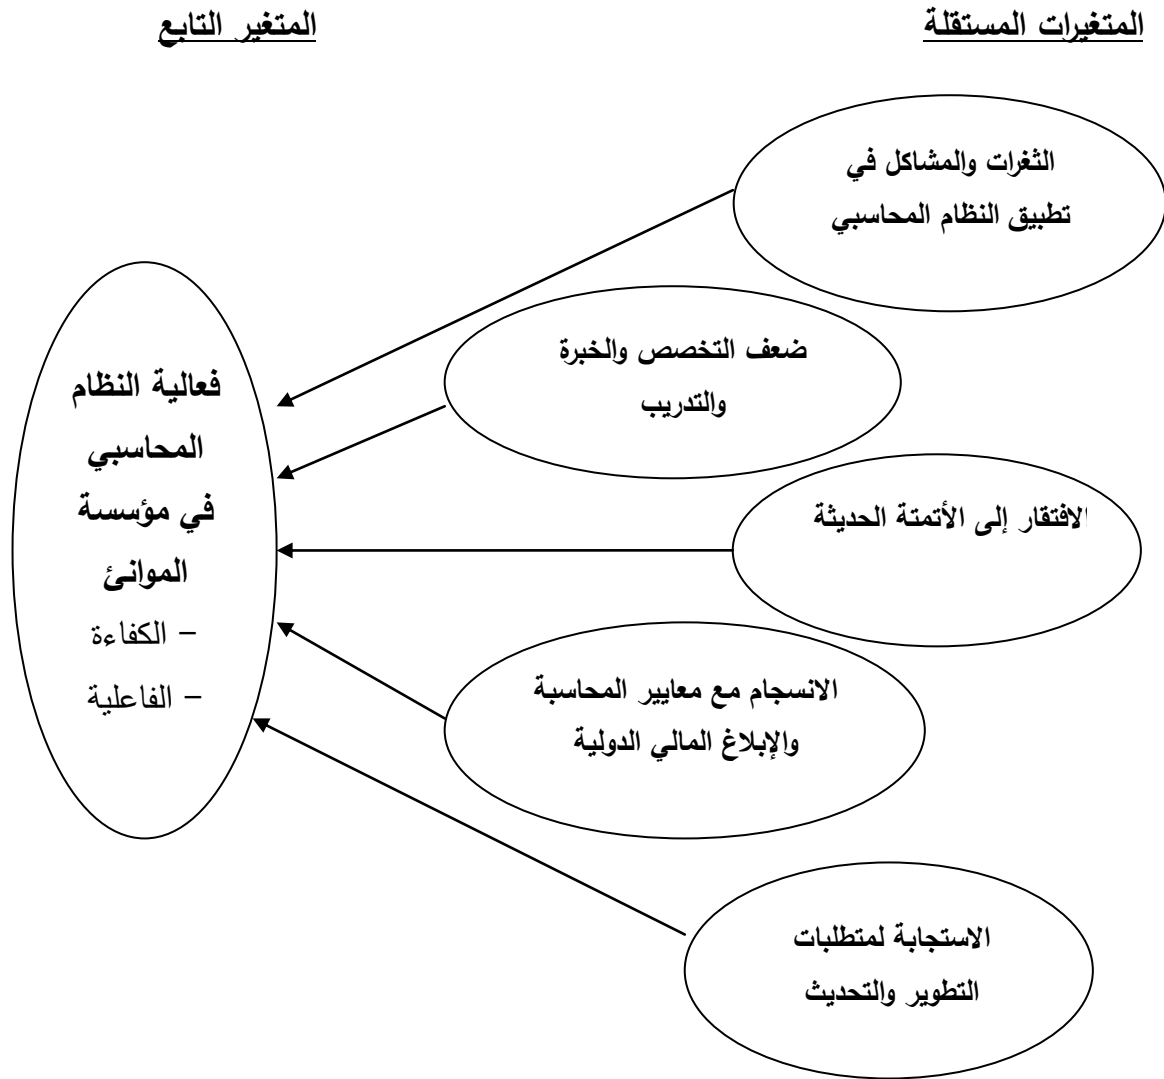 المتغيرات المستقلة
المتغير التابع
الثغرات والمشاكل في
تطبيق النظام المحاسبي
ضعف التخصص والخبرة
والتدريب
الافتقار إلى الأتمتة الحديثة
الانسجام مع معايير المحاسبة
والإبلاغ المالي الدولية
الاستجابة لمتطلبات
التطوير والتحديث
فعالية النظام
المحاسبي
في مؤسسة
الموانئ
– الكفاءة
– الفاعلية